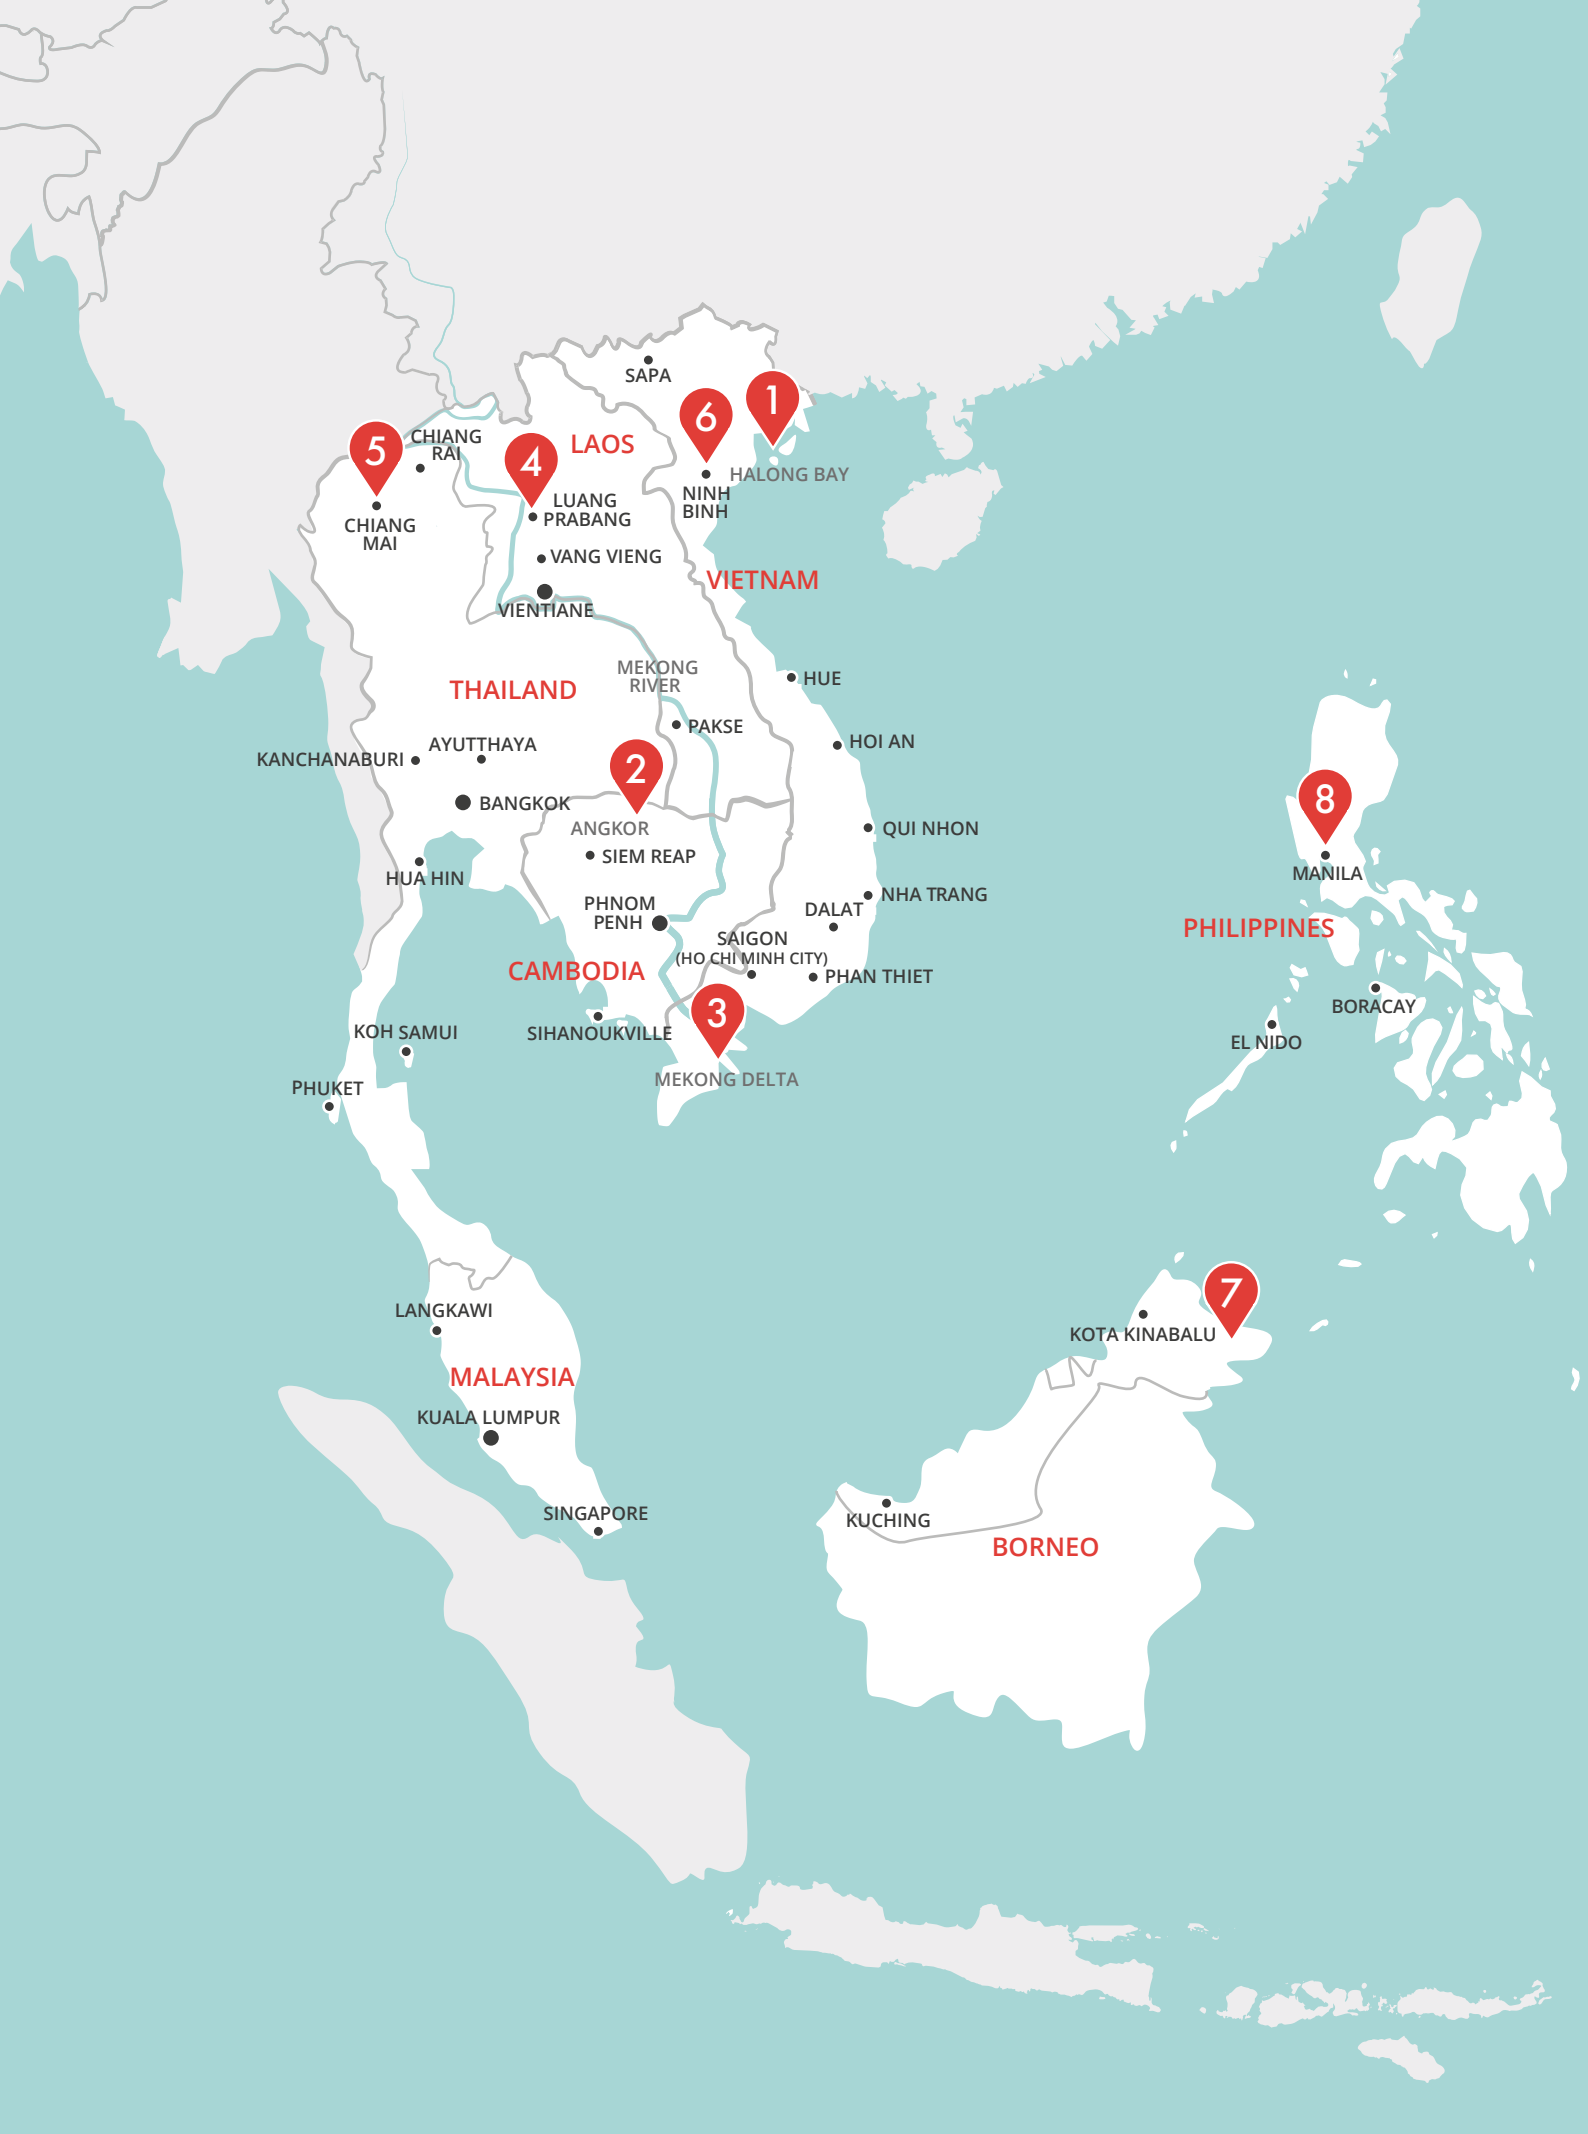 SAPA
1
6
CHIANG
RAI
LAOS
5
4
HALONG BAY
NINH
BINH
LUANG
PRABANG
CHIANG
MAI
VANG VIENG
VIETNAM
VIENTIANE
MEKONG
RIVER
HUE
THAILAND
PAKSE
HOI AN
AYUTTHAYA
KANCHANABURI
2
8
BANGKOK
ANGKOR
QUI NHON
SIEM REAP
MANILA
HUA HIN
NHA TRANG
PHNOM
PENH
DALAT
PHILIPPINES
SAIGON
(HO CHI MINH CITY)
CAMBODIA
PHAN THIET
BORACAY
3
KOH SAMUI
SIHANOUKVILLE
EL NIDO
MEKONG DELTA
PHUKET
7
LANGKAWI
KOTA KINABALU
MALAYSIA
KUALA LUMPUR
SINGAPORE
KUCHING
BORNEO